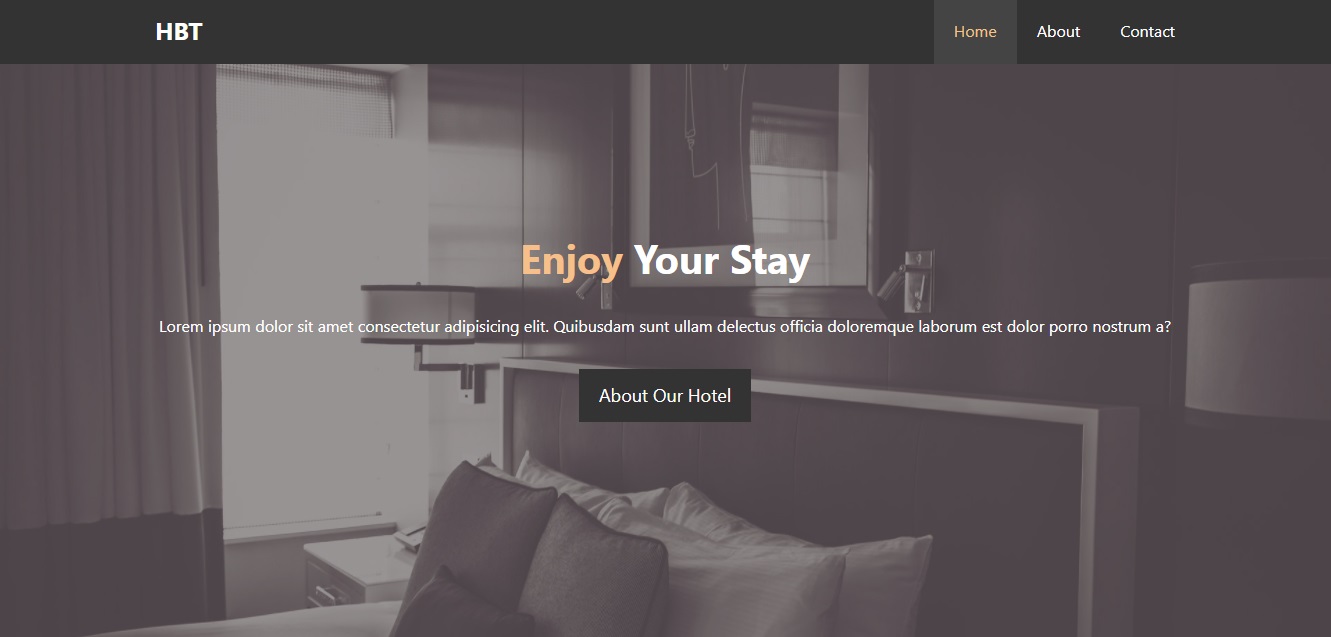 HBT
Home About Contact
Enjoy Your Stay
Lorem ipsum dolor sit amet consectetur adipisicing elit. Quibusdam sunt ullam delectus officia doloremque laborum est dolor porro nostrum a?
About Our Hotel